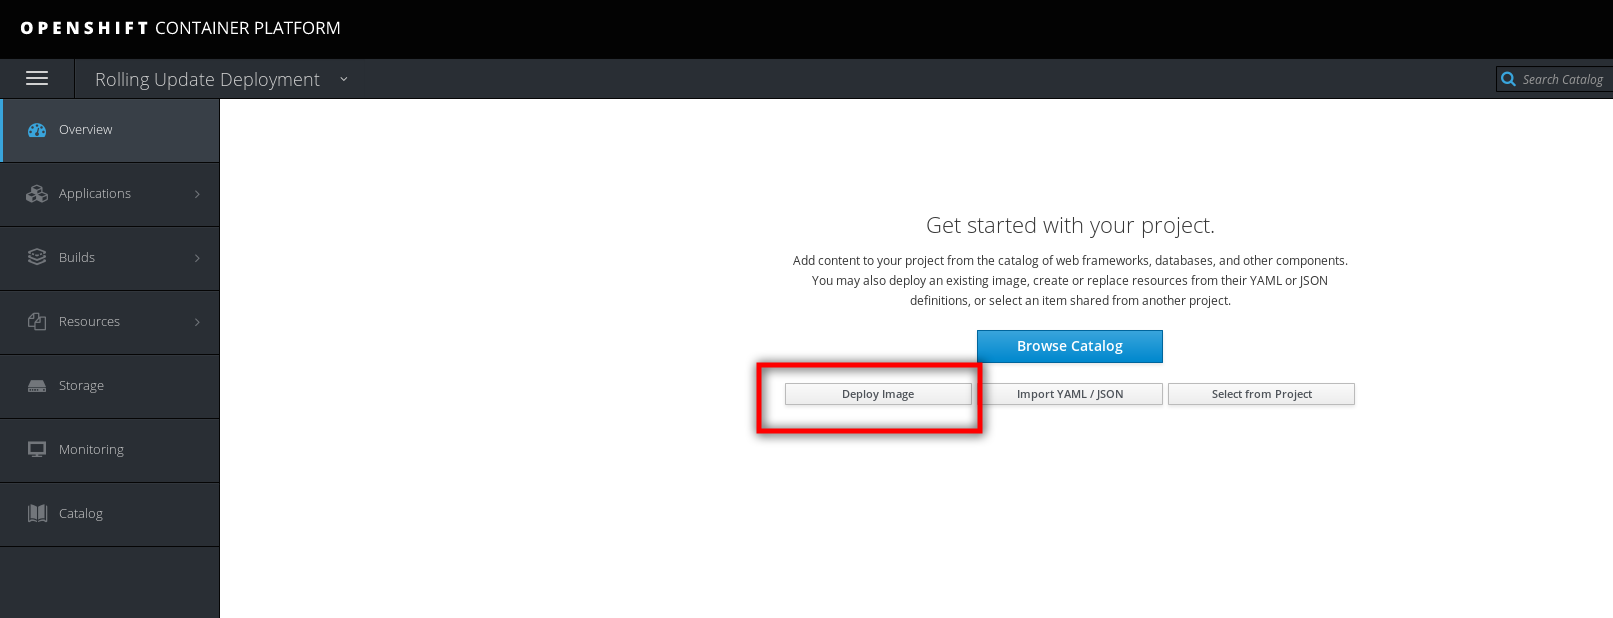 OPENSHIFT CONTAINER PLATFORM
Rolling Update Deployment
Search Catalog
Overview
Applications
Builds
Resources
Storage
Monitoring
Catalog
Get started with your project.
Add content to your project from the catalog of web frameworks, databases, and other components.
You may also deploy an existing image, create or replace resources from their YAML or JSON
definitions, or select an item shared from another project.
Browse Catalog
Deploy Image
Import YAML / JSON
Select from Project